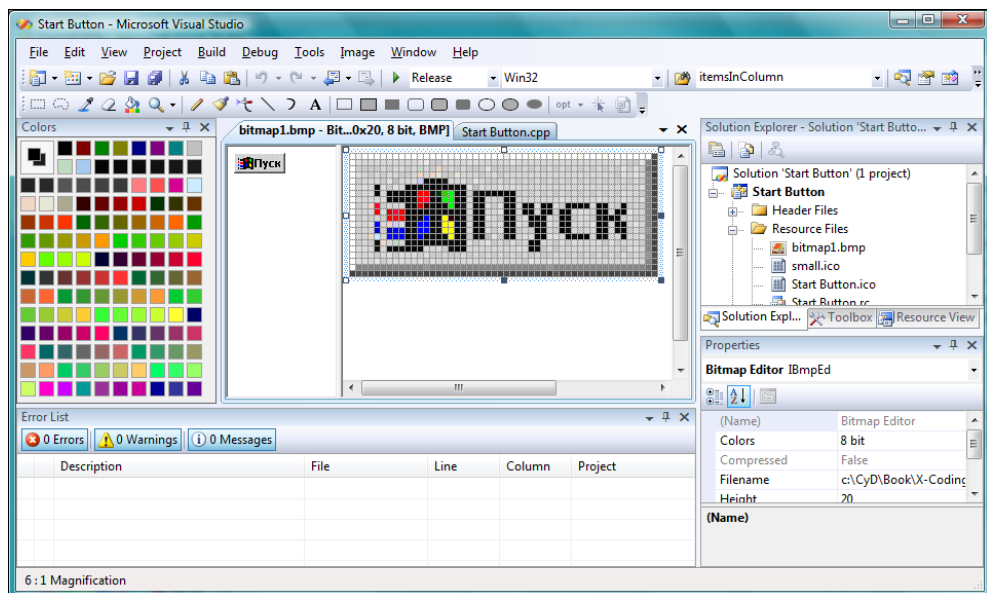 Start Button - Microsoft Visual Studio
File Edit View Project Build Debug Tools Image Window Help
Release Win32 itemsInColumn
A opt
Colors
bitmap1.bmp - Bit...0x20, 8 bit, BMP] Start Button.cpp
Solution Explorer - Solution 'Start Butto...
Пуск
Пуск
Solution 'Start Button' (1 project)
Start Button
Header Files
Resource Files
bitmap1.bmp
small.ico
Start Button.ico
Start Button.rc
Solution Expl... Toolbox Resource View
Properties
Bitmap Editor IBmpEd
(Name) Bitmap Editor
Colors 8 bit
Compressed False
Filename c:\CyD\Book\X-Coding
Height 20
(Name)
Error List
0 Errors 0 Warnings 0 Messages
Description File Line Column Project
6:1 Magnification